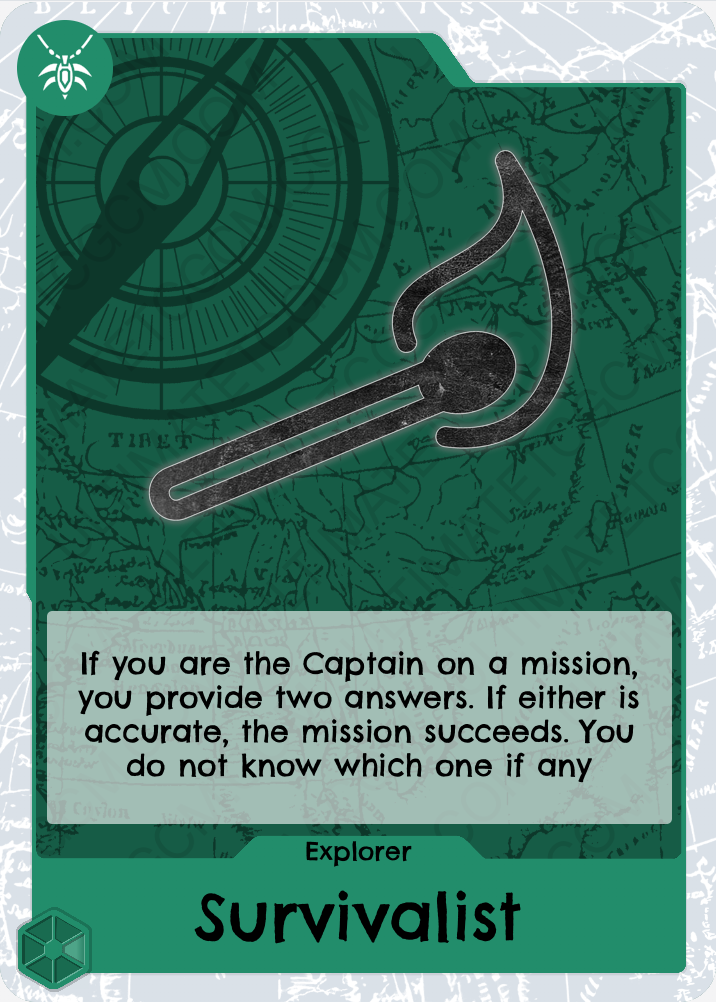 TIBET
If you are the Captain on a mission,
you provide two answers. If either is
accurate, the mission succeeds. You
do not know which one if any
Explorer
Survivalist